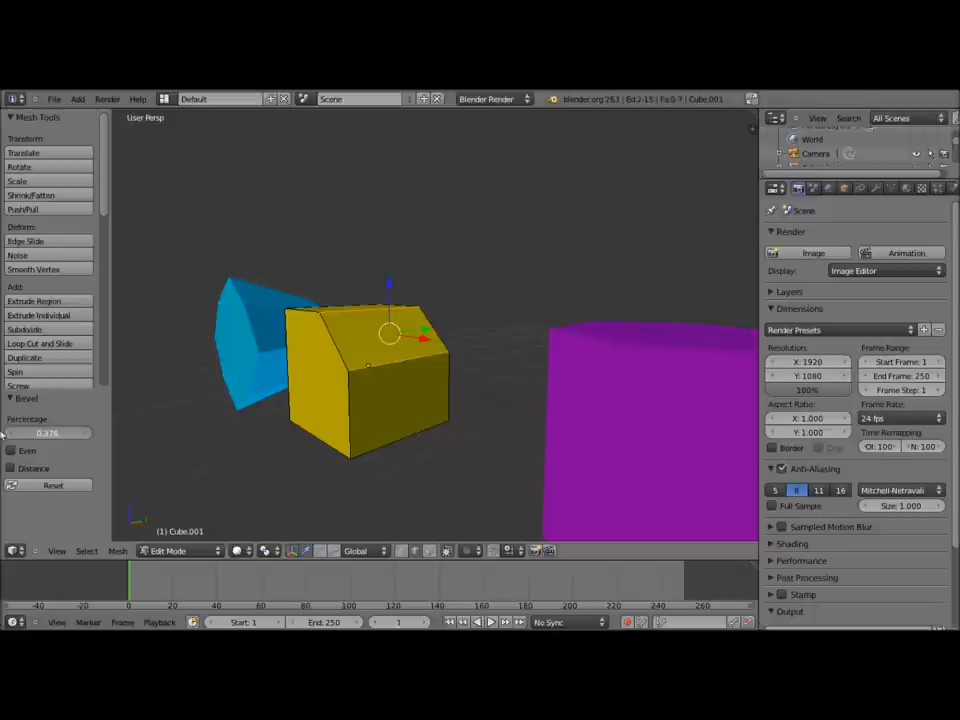 File Add Render Help Default Scene Blender Render blender.org 263 | Ed:2-15 | Fa:0-7 | Cube.001
Mesh Tools
User Persp
View Search All Scenes
Transform:
World
Translate
Camera
Rotate
Scale
Shrink/Fatten
Push/Pull
Scene
Deform:
Render
Edge Slide
Image Animation
Noise
Smooth Vertex
Display: Image Editor
Add:
Layers
Extrude Region
Dimensions
Extrude Individual
Render Presets
Subdivide
Resolution: Frame Range:
Loop Cut and Slide
X: 1920 Start Frame: 1
Duplicate
Y: 1080 End Frame: 250
Spin
100% Frame Step: 1
Screw
Bevel
Aspect Ratio: Frame Rate:
Percentage
X: 1.000 24 fps
0.376
Y: 1.000 Time Remapping
Even
Border Crop Ol: 100 N: 100
Distance
Anti-Aliasing
Reset
5 8 11 16 Mitchell-Netravali
Full Sample Size: 1.000
Sampled Motion Blur
(1) Cube.001
Shading
View Select Mesh Edit Mode Global
Performance
Post Processing
Stamp
-40 -20 0 20 40 60 80 100 120 140 160 180 200 220 240 260
Output
View Marker Frame Playback Start: 1 End: 250 1 No Sync